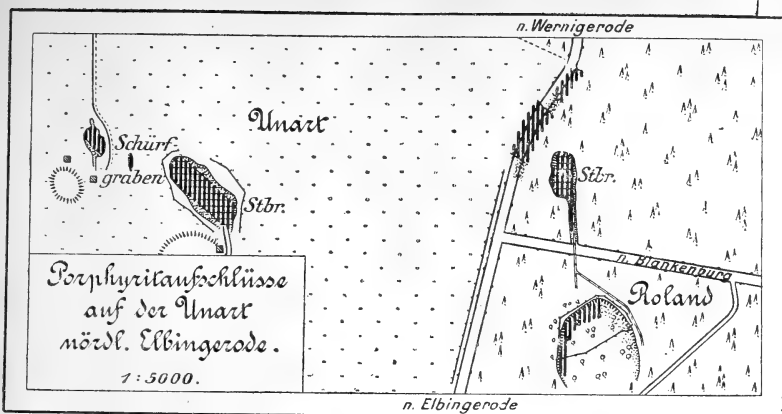 n. Wernigerode
Unart
Schürf-
graben
Stbr.
Stbr.
n. Blankenburg
Roland
Porphyritaufschlüsse
auf der Unart
nördl. Elbingerode.
1:5000.
n. Elbingerode